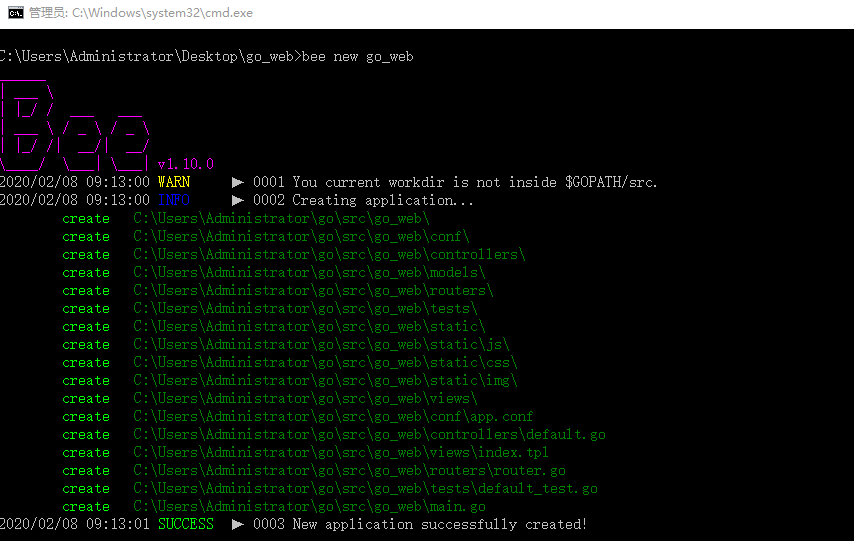 管理员: C:\Windows\system32\cmd.exe
C:\Users\Administrator\Desktop\go_web>bee new go_web
Bee
v1.10.0
2020/02/08 09:13:00 WARN ▶ 0001 You current workdir is not inside $GOPATH/src.
2020/02/08 09:13:00 INFO ▶ 0002 Creating application...
create C:\Users\Administrator\go\src\go_web\
create C:\Users\Administrator\go\src\go_web\conf\
create C:\Users\Administrator\go\src\go_web\controllers\
create C:\Users\Administrator\go\src\go_web\models\
create C:\Users\Administrator\go\src\go_web\routers\
create C:\Users\Administrator\go\src\go_web\tests\
create C:\Users\Administrator\go\src\go_web\static\
create C:\Users\Administrator\go\src\go_web\static\js\
create C:\Users\Administrator\go\src\go_web\static\css\
create C:\Users\Administrator\go\src\go_web\static\img\
create C:\Users\Administrator\go\src\go_web\views\
create C:\Users\Administrator\go\src\go_web\conf\app.conf
create C:\Users\Administrator\go\src\go_web\controllers\default.go
create C:\Users\Administrator\go\src\go_web\views\index.tpl
create C:\Users\Administrator\go\src\go_web\routers\router.go
create C:\Users\Administrator\go\src\go_web\tests\default_test.go
create C:\Users\Administrator\go\src\go_web\main.go
2020/02/08 09:13:01 SUCCESS ▶ 0003 New application successfully created!